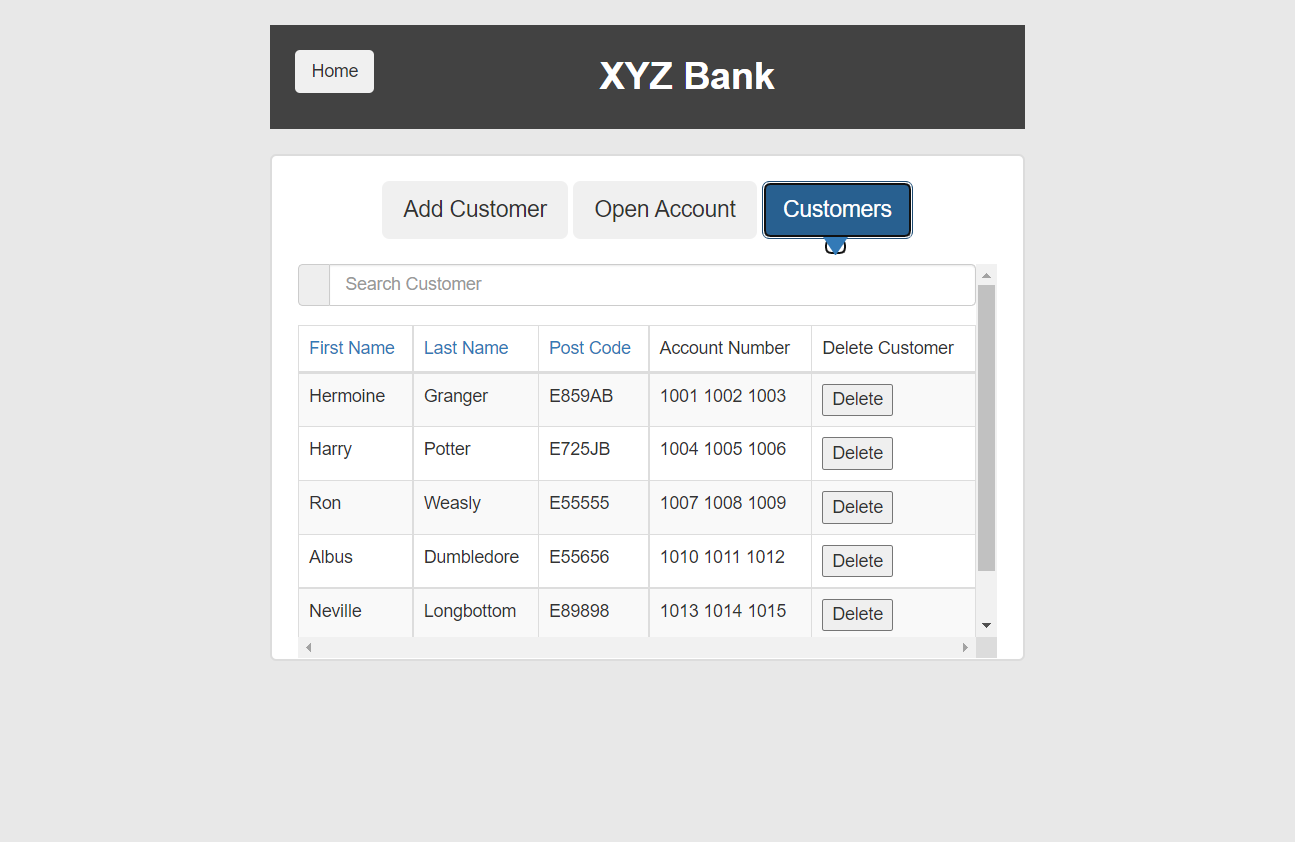 Home
XYZ Bank
Add Customer Open Account Customers
Search Customer
First Name Last Name Post Code Account Number Delete Customer
Hermoine Granger E859AB 1001 1002 1003 Delete
Harry Potter E725JB 1004 1005 1006 Delete
Ron Weasly E55555 1007 1008 1009 Delete
Albus Dumbledore E55656 1010 1011 1012 Delete
Neville Longbottom E89898 1013 1014 1015 Delete